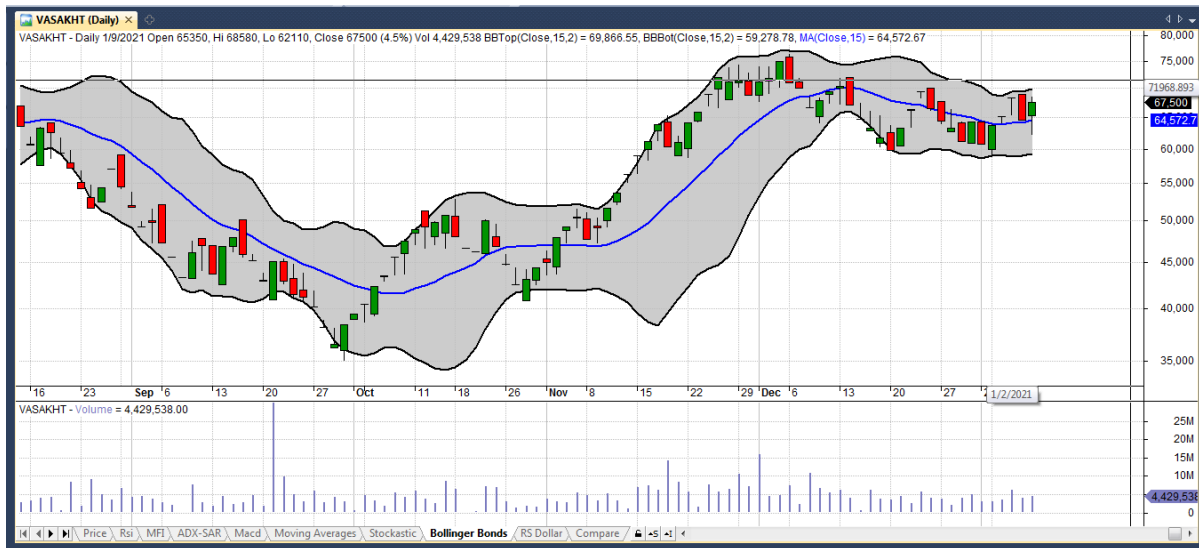 VASAKHT (Daily)
VASAKHT - Daily 1/9/2021 Open 65350, Hi 68580, Lo 62110, Close 67500 (4.5%) Vol 4,429,538 BBTop(Close,15,2) = 69,866.55, BBBot(Close,15,2) = 59,278.78, MA(Close,15) = 64,572.67
80,000
75,000
71968.893
67,500
64,572.7
60,000
55,000
50,000
45,000
40,000
35,000
16 23 Sep 6 13 20 27 Oct 11 18 26 Nov 8 15 22 29 Dec 6 13 20 27
1/2/2021
VASAKHT - Volume = 4,429,538.00
25M
20M
15M
10M
4,429,538
0
Price Rsi MFI ADX-SAR Macd Moving Averages Stockastic Bollinger Bonds RS Dollar Compare